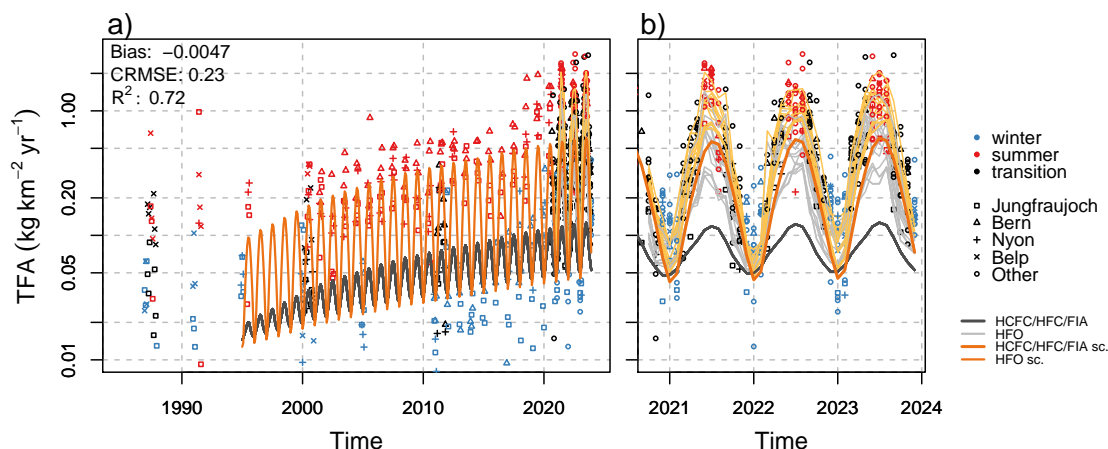 a)
b)
Bias: −0.0047
CRMSE: 0.23
R2 : 0.72
TFA (kg km−2 yr−1)
1.00
0.20
0.05
0.01
1990
2000
2010
2020
Time
2021
2022
2023
2024
Time
winter
summer
transition
Jungfraujoch
Bern
Nyon
Belp
Other
HCFC/HFC/FIA
HFO
HCFC/HFC/FIA sc.
HFO sc.